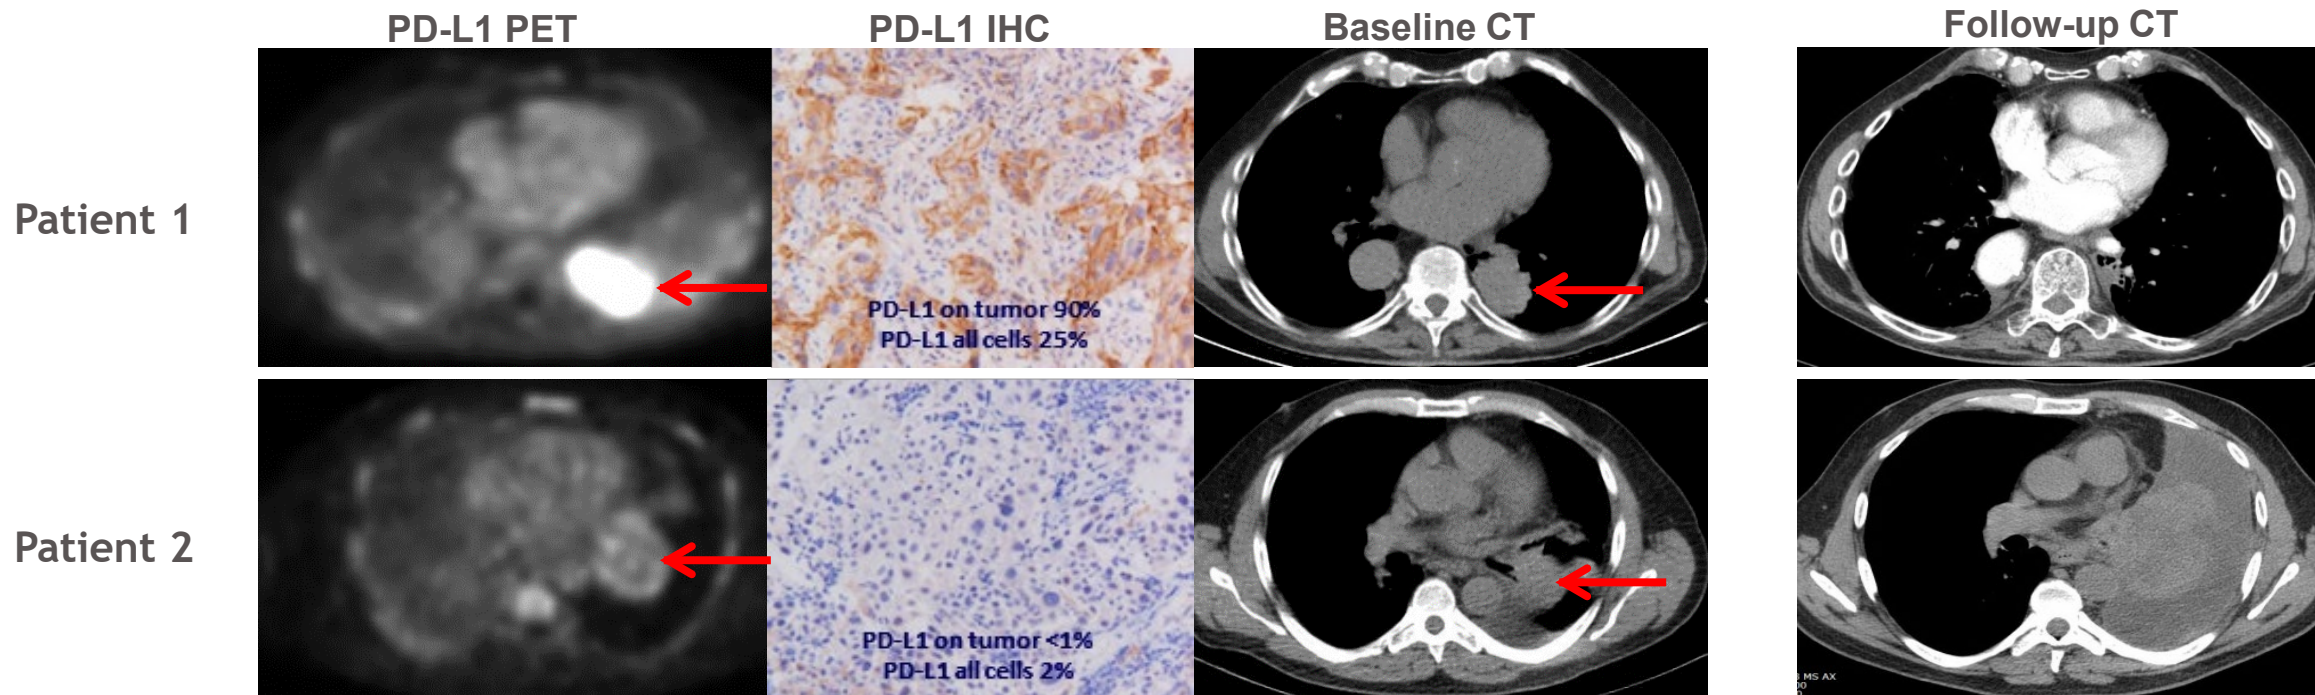 PD-L1 PET
PD-L1 IHC
Baseline CT
Follow-up CT
Patient 1
PD-L1 on tumor 90%
PD-L1 all cells 25%
Patient 2
PD-L1 on tumor <1%
PD-L1 all cells 2%
MS AX